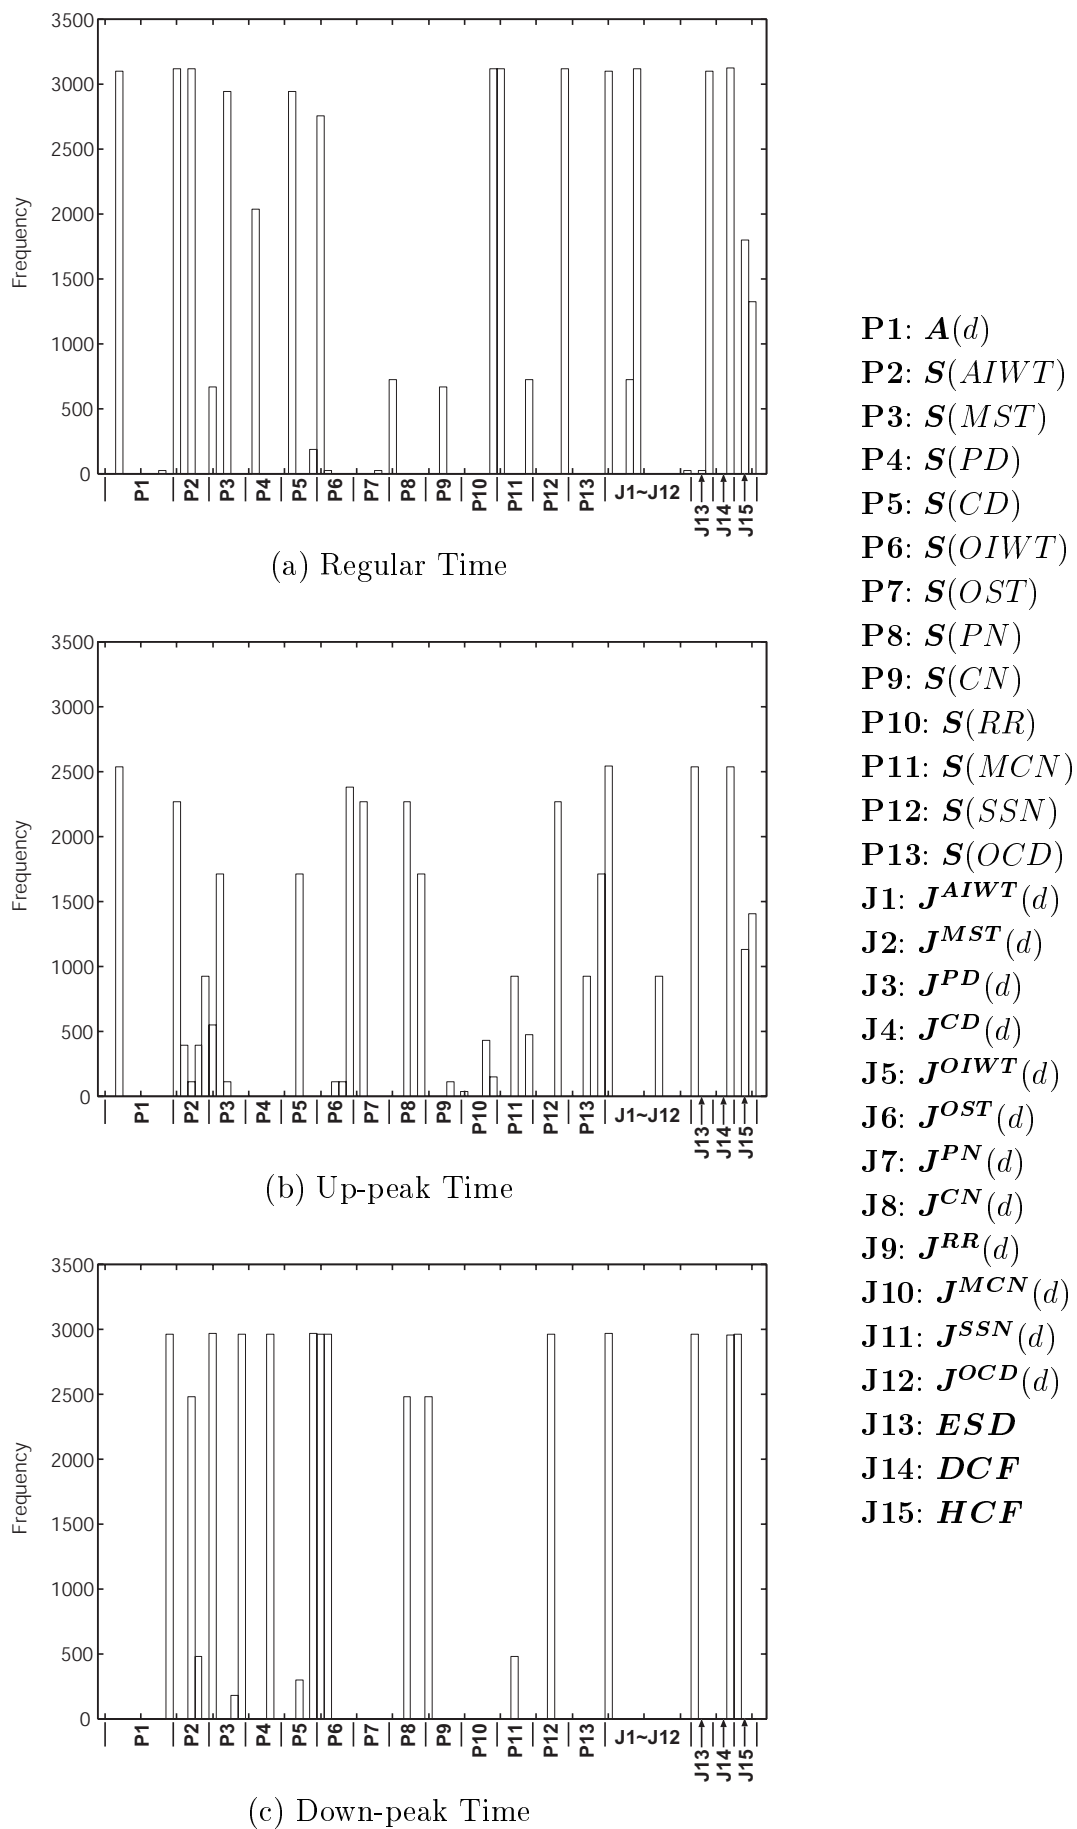 3500
3000
2500
2000
1500
1000
500
0
Frequency
P1 P2 P3 P4 P5 P6 P7 P8 P9 P10 P11 P12 P13 J1~J12 J13 J14 J15
(a) Regular Time
3500
3000
2500
2000
1500
1000
500
0
Frequency
P1 P2 P3 P4 P5 P6 P7 P8 P9 P10 P11 P12 P13 J1~J12 J13 J14 J15
(b) Up-peak Time
3500
3000
2500
2000
1500
1000
500
0
Frequency
P1 P2 P3 P4 P5 P6 P7 P8 P9 P10 P11 P12 P13 J1~J12 J13 J14 J15
(c) Down-peak Time
P1: A(d)
P2: S(AIWT)
P3: S(MST)
P4: S(PD)
P5: S(CD)
P6: S(OIWT)
P7: S(OST)
P8: S(PN)
P9: S(CN)
P10: S(RR)
P11: S(MCN)
P12: S(SSN)
P13: S(OCD)
J1: J^AIWT(d)
J2: J^MST(d)
J3: J^PD(d)
J4: J^CD(d)
J5: J^OIWT(d)
J6: J^OST(d)
J7: J^PN(d)
J8: J^CN(d)
J9: J^RR(d)
J10: J^MCN(d)
J11: J^SSN(d)
J12: J^OCD(d)
J13: ESD
J14: DCF
J15: HCF